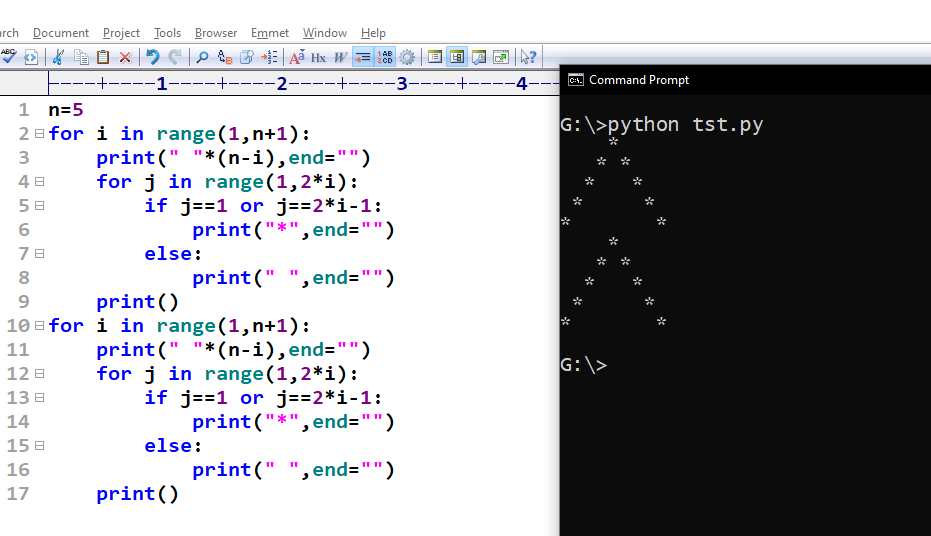 rch Document Project Tools Browser Emmet Window Help
----+----1----+----2----+----3----+----4---
1 n=5
2 for i in range(1,n+1):
3     print(" "*(n-i),end="")
4     for j in range(1,2*i):
5         if j==1 or j==2*i-1:
6             print("*",end="")
7         else:
8             print(" ",end="")
9     print()
10 for i in range(1,n+1):
11     print(" "*(n-i),end="")
12     for j in range(1,2*i):
13         if j==1 or j==2*i-1:
14             print("*",end="")
15         else:
16             print(" ",end="")
17     print()
Command Prompt
G:\>python tst.py
    *
   * *
  *   *
 *     *
*       *
    *
   * *
  *   *
 *     *
*       *
G:\>